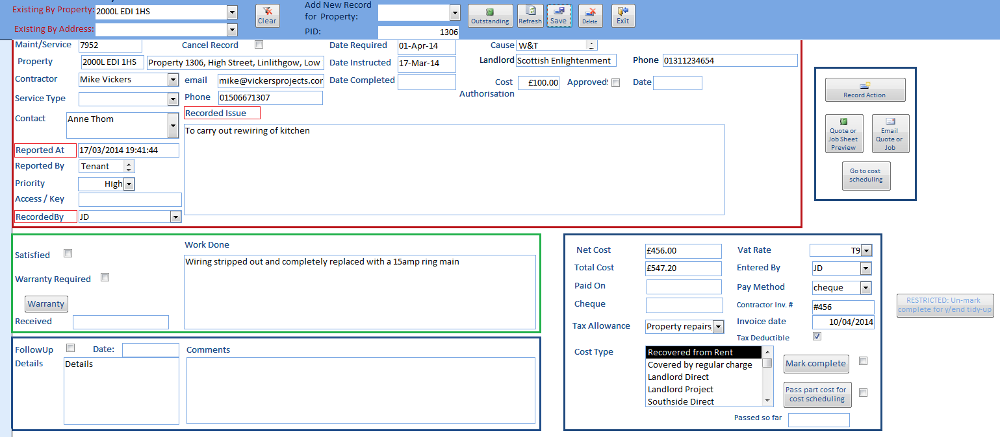 Existing By Property: 2000L EDI 1HS
Existing By Address:
Clear
Add New Record
for Property:
PID: 1306
Outstanding Refresh Save Delete Exit
Maint/Service 7952 Cancel Record Date Required 01-Apr-14 Cause W&T
Property 2000L EDI 1HS Property 1306, High Street, Linlithgow, Low Date Instructed 17-Mar-14 Landlord Scottish Enlightenment Phone 01311234654
Contractor Mike Vickers email mike@vickersprojects.cor Date Completed Cost £100.00 Approved! Date
Authorisation
Service Type Phone 01506671307
Contact Anne Thom Recorded Issue
To carry out rewiring of kitchen
Reported At 17/03/2014 19:41:44
Reported By Tenant
Priority High
Access / Key
RecordedBy JD
Record Action
Quote or
Job Sheet
Preview
Email
Quote or
Job
Go to cost
scheduling
Satisfied Work Done
Wiring stripped out and completely replaced with a 15amp ring main
Warranty Required
Warranty
Received
FollowUp Date: Comments
Details Details
Net Cost £456.00 Vat Rate T9
Total Cost £547.20 Entered By JD
Paid On Pay Method cheque
Cheque Contractor Inv. # #456
Tax Allowance Property repairs Invoice date 10/04/2014
Tax Deductible
Cost Type Recovered from Rent
Covered by regular charge
Landlord Direct
Landlord Project
Southside Direct
Mark complete
Pass part cost for
cost scheduling
Passed so far
RESTRICTED: Un-mark
complete for y/end tidy-up